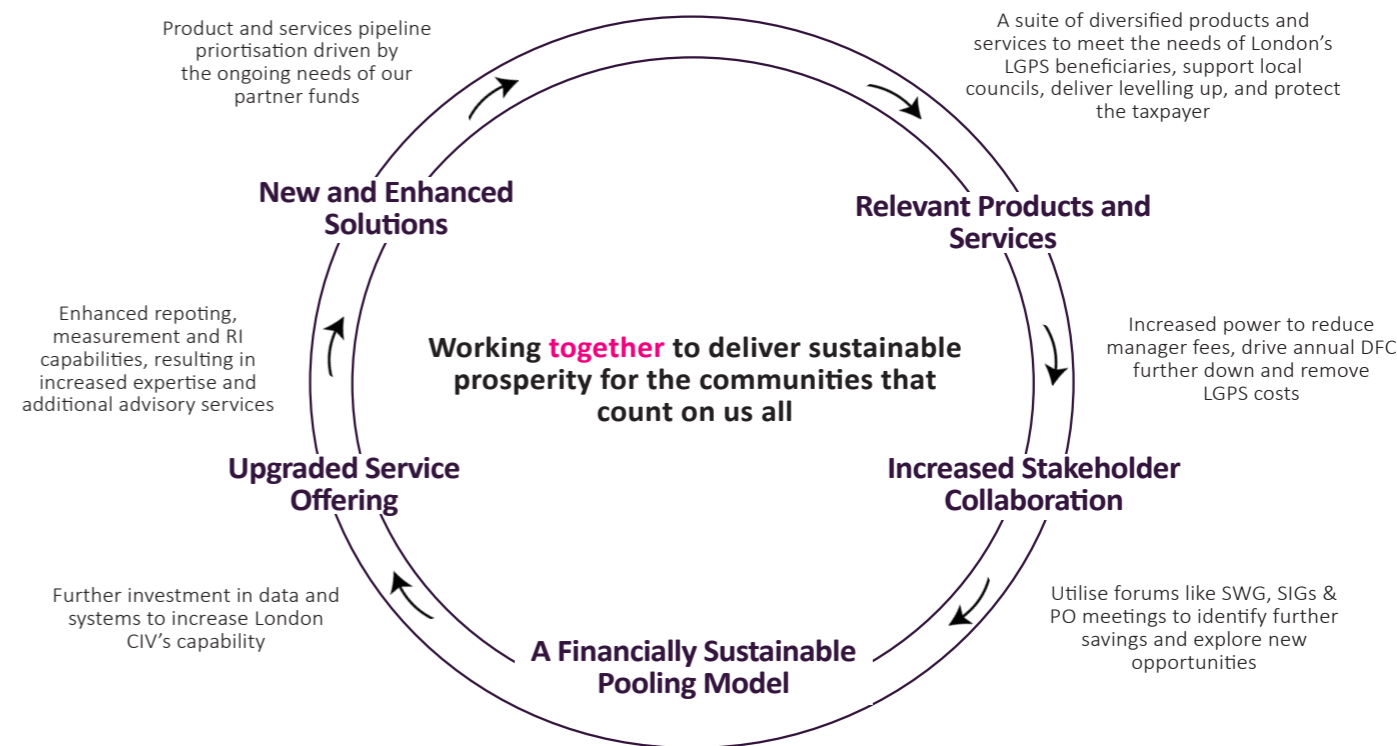 Product and services pipeline
priortisation driven by
the ongoing needs of our
partner funds
A suite of diversified products and
services to meet the needs of London's
LGPS beneficiaries, support local
councils, deliver levelling up, and protect
the taxpayer
New and Enhanced
Solutions
Relevant Products and
Services
Enhanced repoting,
measurement and RI
capabilities, resulting in
increased expertise and
additional advisory services
Working together to deliver sustainable
prosperity for the communities that
count on us all
Increased power to reduce
manager fees, drive annual DFC
further down and remove
LGPS costs
Upgraded Service
Offering
Increased Stakeholder
Collaboration
Further investment in data and
systems to increase London
CIV's capability
A Financially Sustainable
Pooling Model
Utilise forums like SWG, SIGs &
PO meetings to identify further
savings and explore new
opportunities